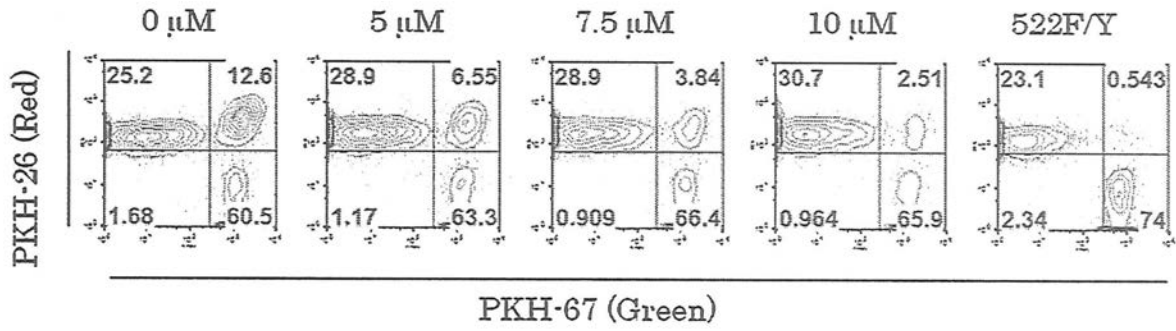 0 μM 5 μM 7.5 μM 10 μM 522F/Y
PKH-26 (Red)
25.2 12.6 28.9 6.55 28.9 3.84 30.7 2.51 23.1 0.543
1.68 60.5 1.17 63.3 0.909 66.4 0.964 65.9 2.34 74
PKH-67 (Green)